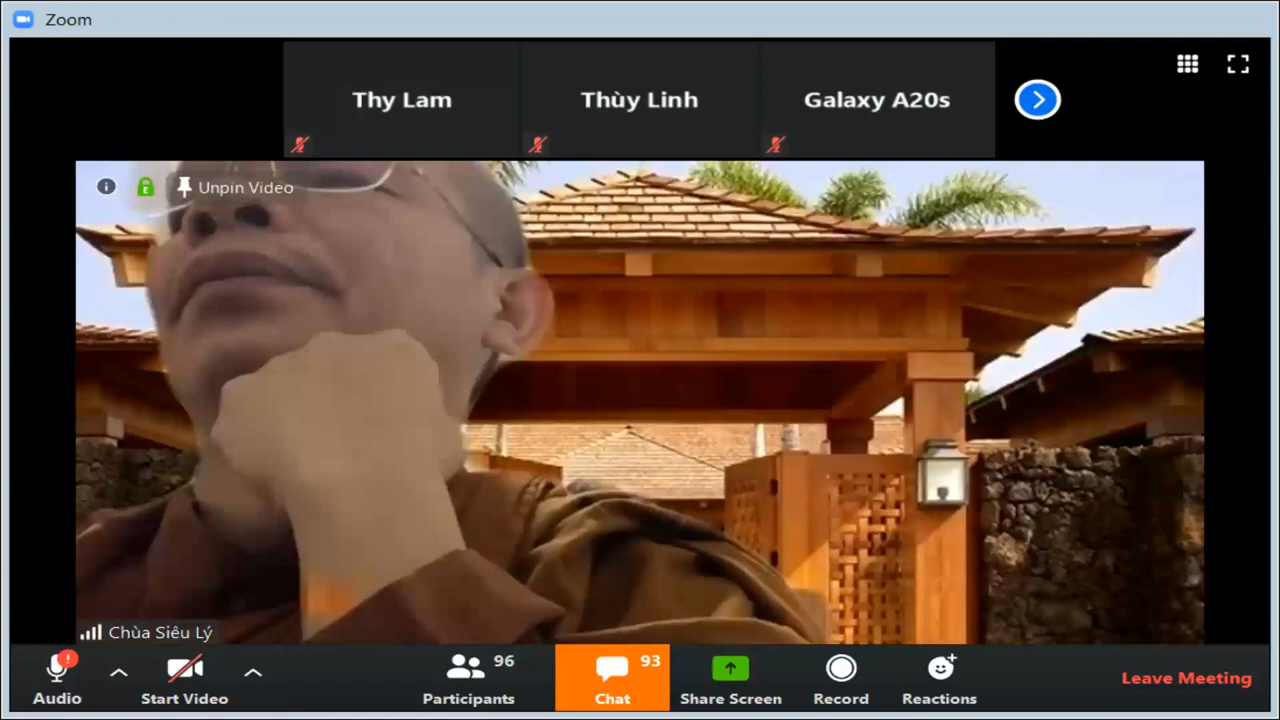 Zoom
Thy Lam
Thùy Linh
Galaxy A20s
Unpin Video
Chùa Siêu Lý
96
93
Audio
Start Video
Participants
Chat
Share Screen
Record
Reactions
Leave Meeting